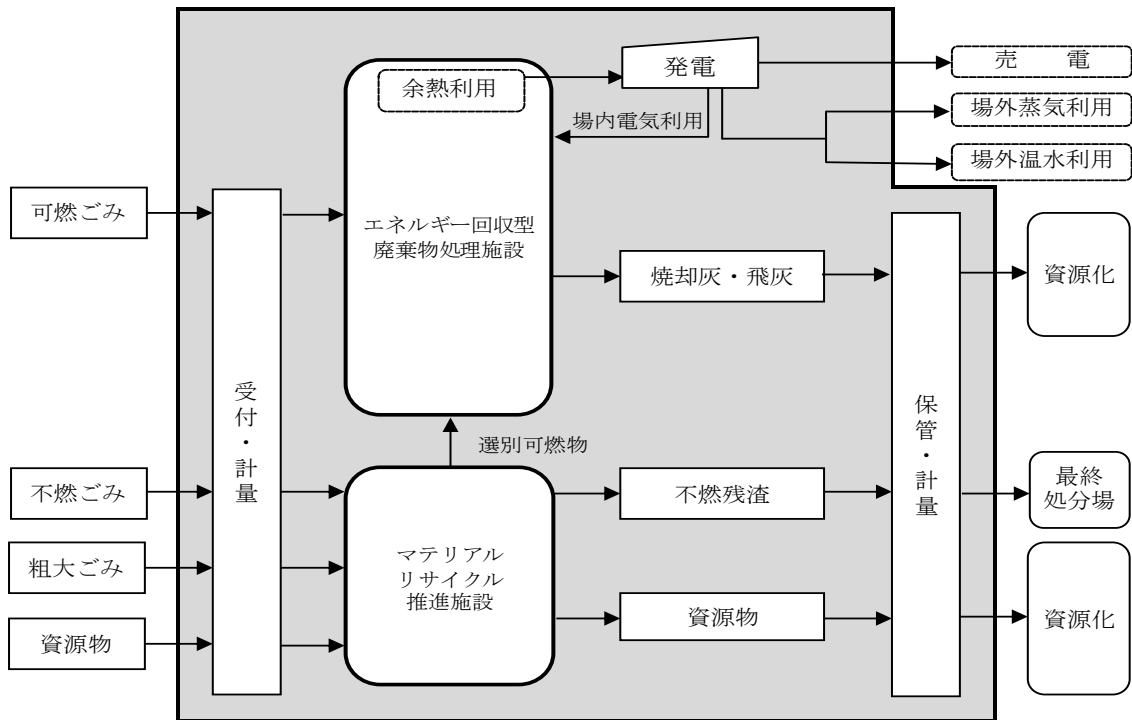 余熱利用
発電
売　電
場内電気利用
場外蒸気利用
場外温水利用
可燃ごみ
エネルギー回収型
廃棄物処理施設
焼却灰・飛灰
資源化
受付・計量
保管・計量
選別可燃物
不燃ごみ
不燃残渣
最終
処分場
粗大ごみ
マテリアル
リサイクル
推進施設
資源物
資源物
資源化